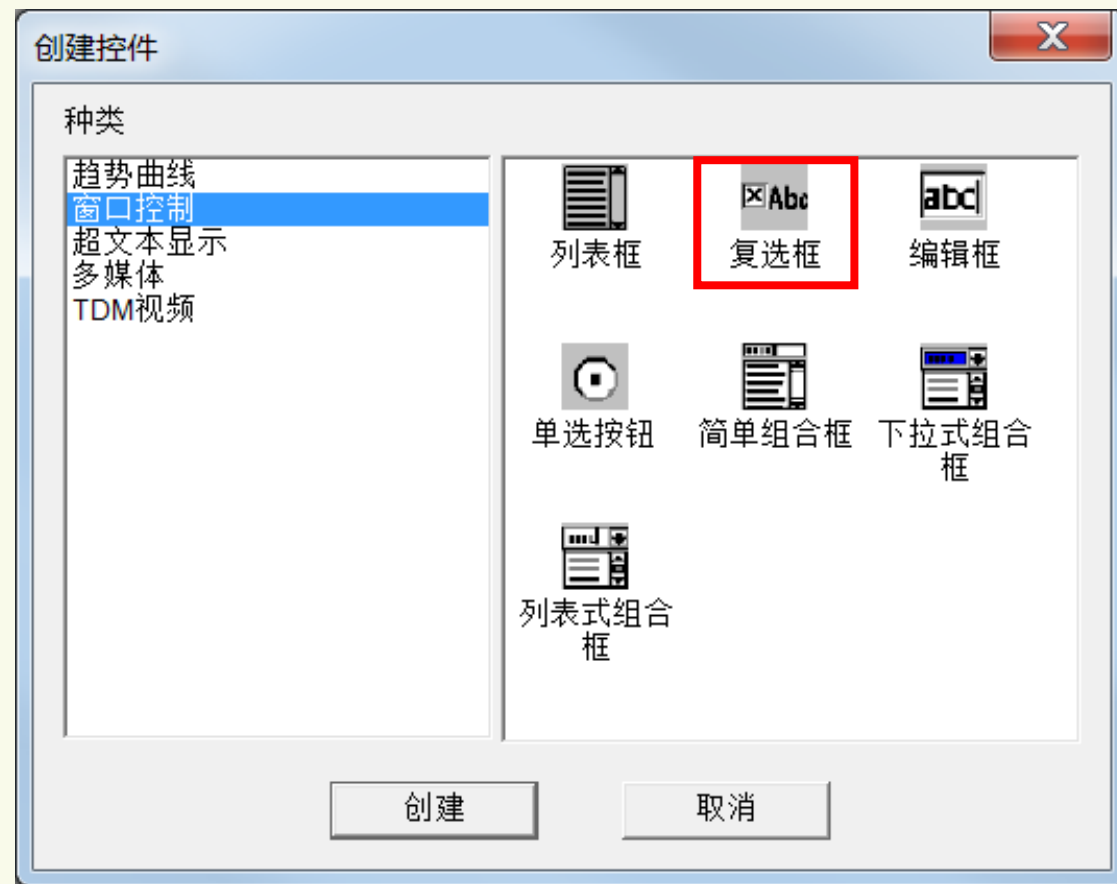 创建控件
种类
趋势曲线
窗口控制
超文本显示
多媒体
TDM视频
Abc
abc
列表框
复选框
编辑框
单选按钮
简单组合框
下拉式组合
框
列表式组合
框
创建
取消